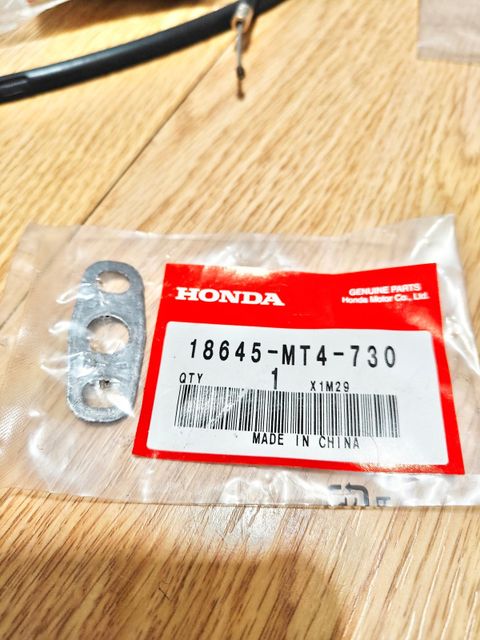 HONDA
GENUINE PARTS
Honda Motor Co., Ltd.
18645-MT4-730
QTY 1 X1M29
MADE IN CHINA